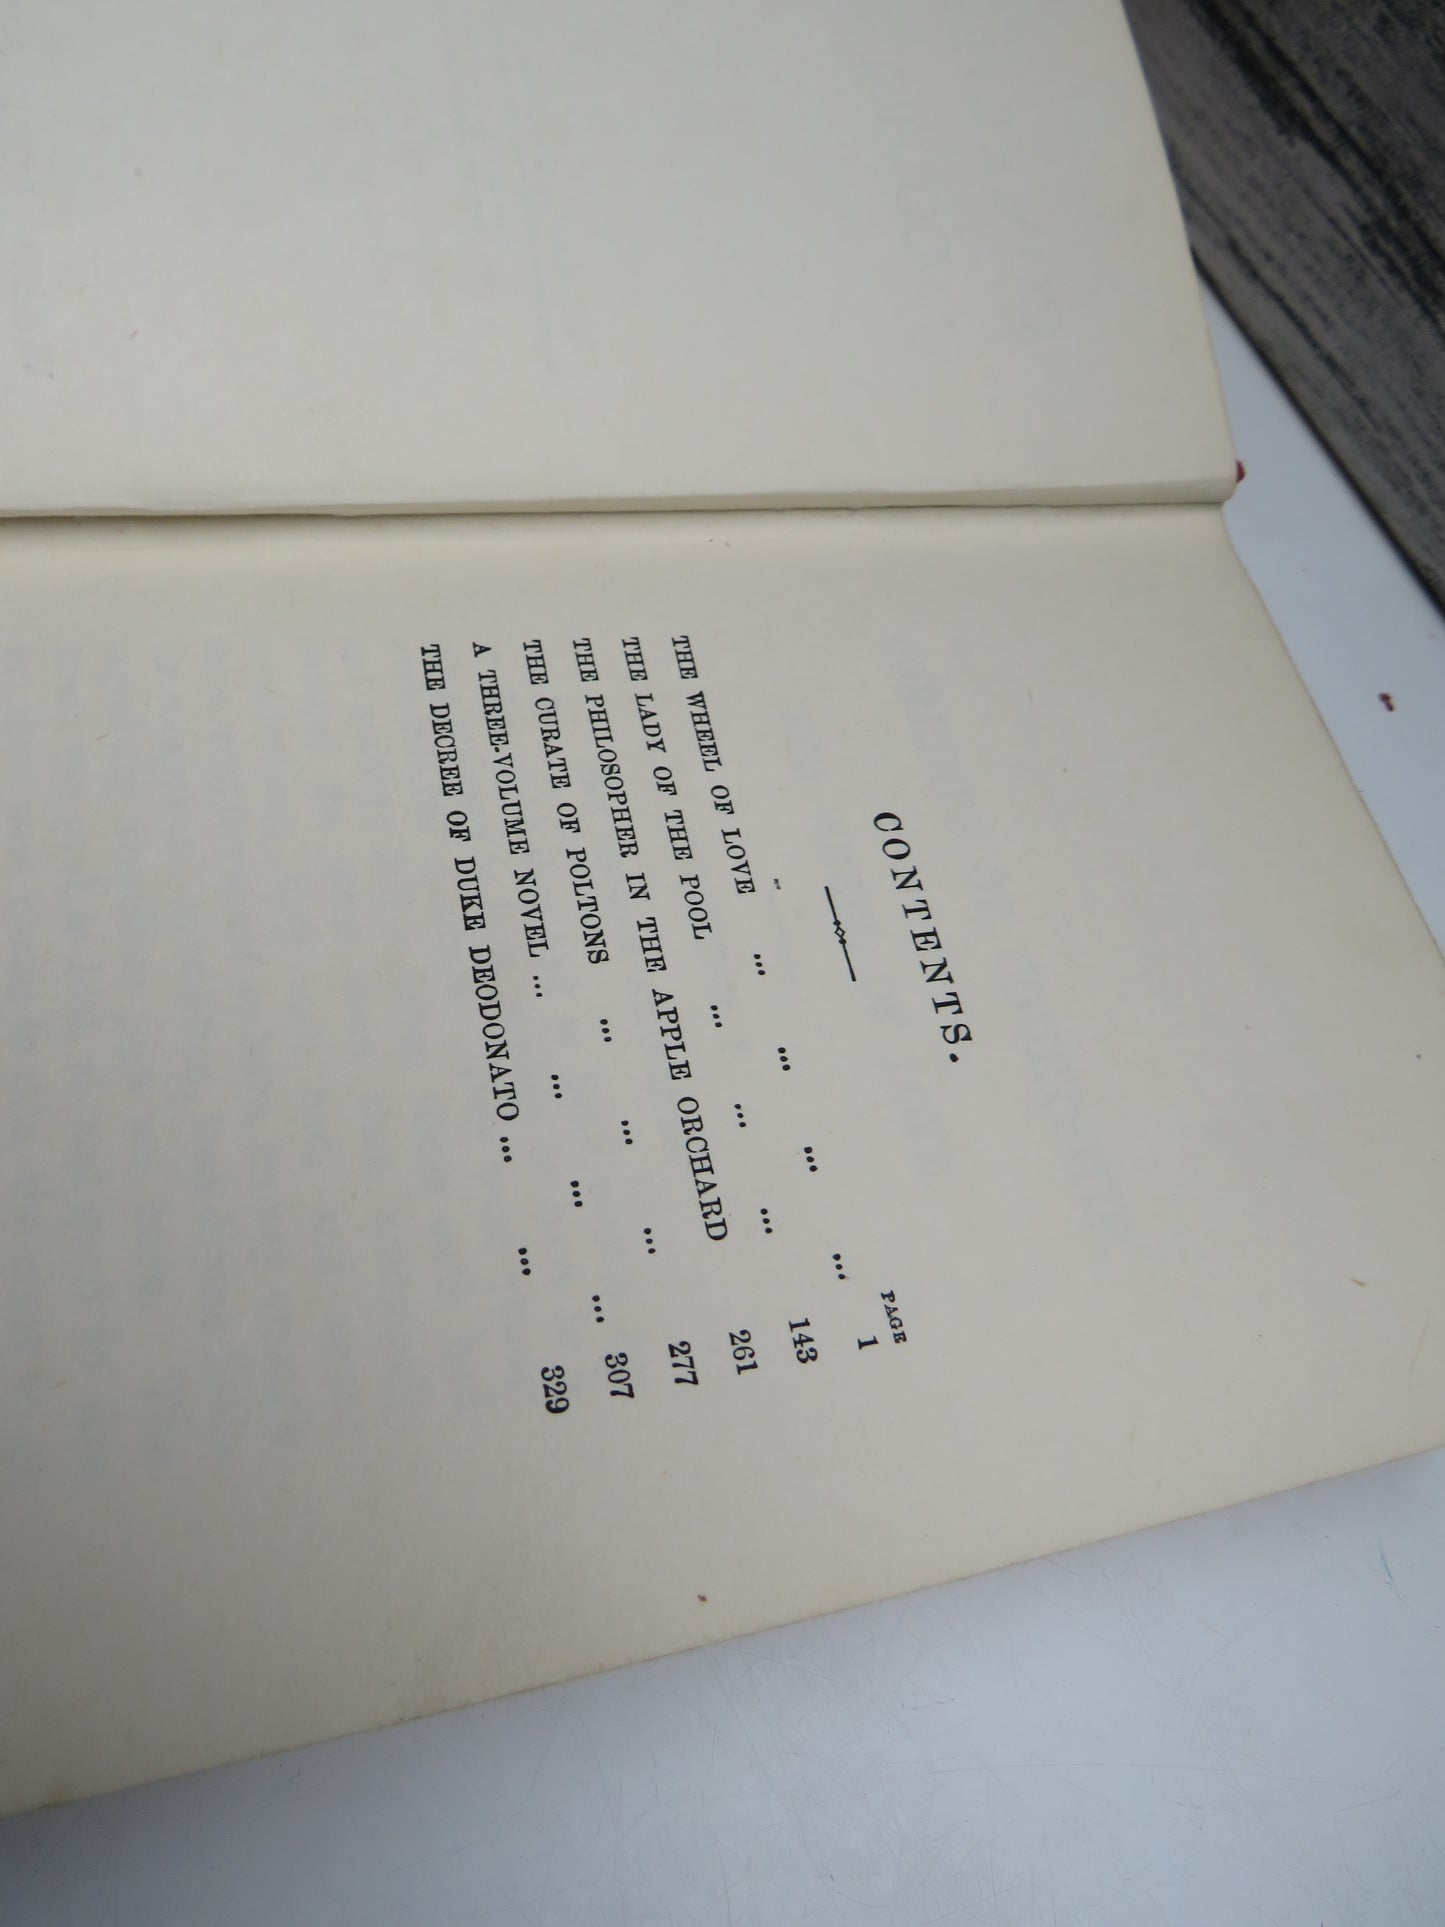 CONTENTS.
PAGE
THE WHEEL OF LOVE ... ... ... ... 1
THE LADY OF THE POOL ... ... ... 143
THE PHILOSOPHER IN THE APPLE ORCHARD 261
THE CURATE OF POLTONS ... ... ... 277
A THREE-VOLUME NOVEL ... ... ... ... 307
THE DECREE OF DUKE DEODONATO ... ... 329